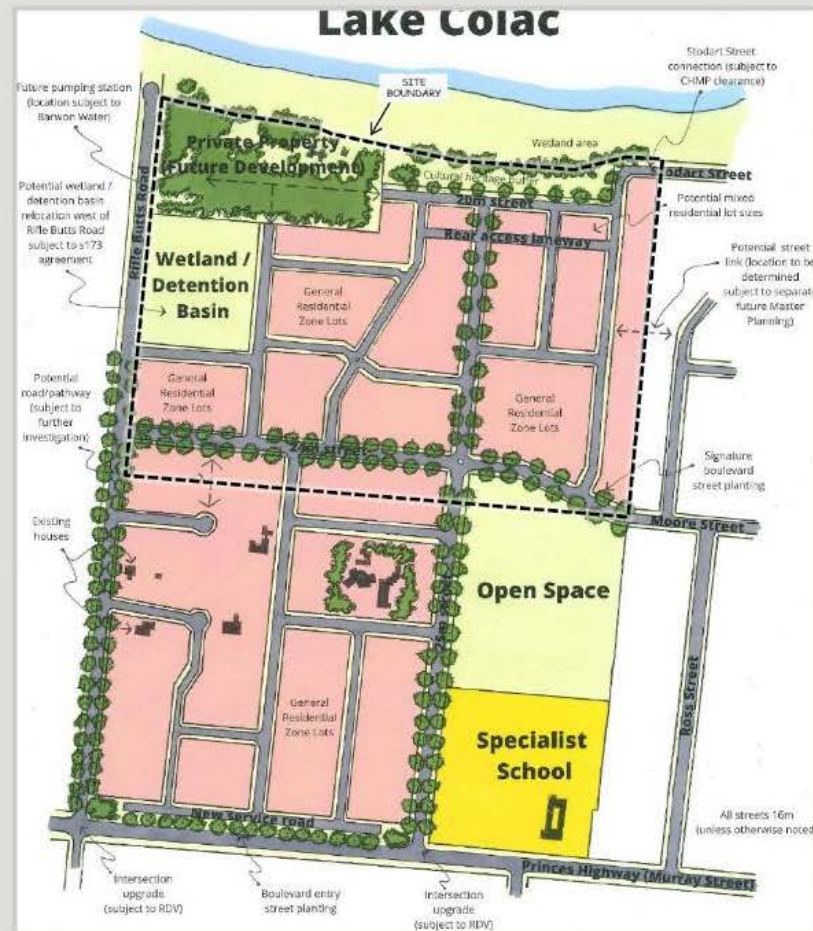 Lake Colac
Stodart Street
connection (subject to
CHMP clearance)
Future pumping station
(location subject to
Barwon Water)
SITE
BOUNDARY
Wetland area
Private Property
(Future Development)
Cultural heritage buffer
Stodart Street
20m street
Potential mixed
residential lot sizes
Rear access laneway
Potential wetland /
detention basin
relocation west of
Rifle Butts Road
subject to s173
agreement
Rifle Butts Road
Wetland /
Detention
Basin
General
Residential
Zone Lots
Potential street
link (location to be
determined
subject to separate
future Master
Planning)
Potential
road/pathway
(subject to
further
investigation)
General
Residential
Zone Lots
General
Residential
Zone Lots
street
Signature
boulevard
street planting
Moore Street
Existing
houses
Open Space
Ross Street
General
Residential
Zone Lots
Specialist
School
New service road
All streets 16m
(unless otherwise noted
Princes Highway (Murray Street)
Intersection
upgrade
(subject to RDV)
Boulevard entry
street planting
Intersection
upgrade
(subject to RDV)